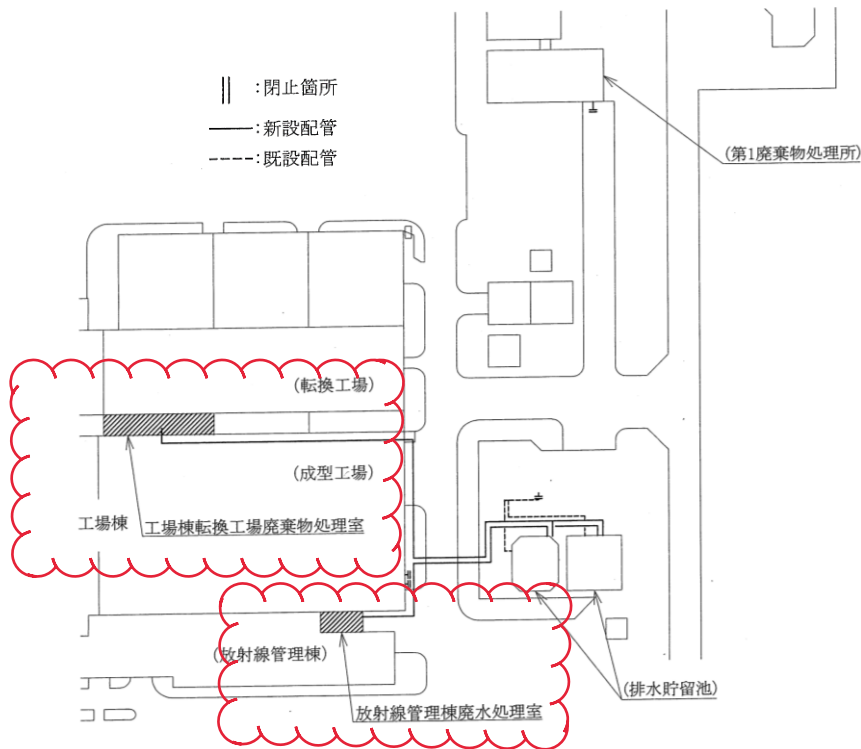 :閉止箇所
:新設配管
:既設配管
(第1廃棄物処理所)
(転換工場)
(成型工場)
工場棟
工場棟転換工場廃棄物処理室
(放射線管理棟)
(排水貯留池)
放射線管理棟廃水処理室